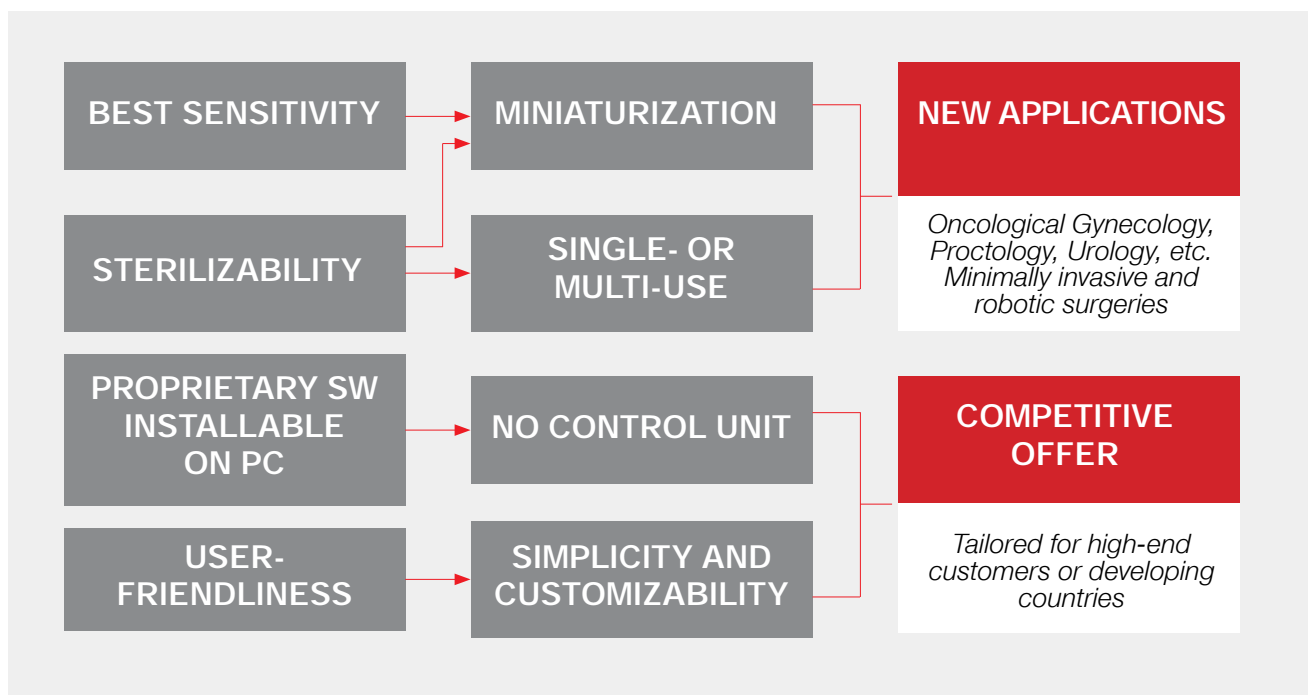 BEST SENSITIVITY
MINIATURIZATION
NEW APPLICATIONS
STERILIZABILITY
SINGLE- OR
MULTI-USE
Oncological Gynecology,
Proctology, Urology, etc.
Minimally invasive and
robotic surgeries
PROPRIETARY SW
INSTALLABLE
ON PC
NO CONTROL UNIT
COMPETITIVE
OFFER
USER-
FRIENDLINESS
SIMPLICITY AND
CUSTOMIZABILITY
Tailored for high-end
customers or developing
countries